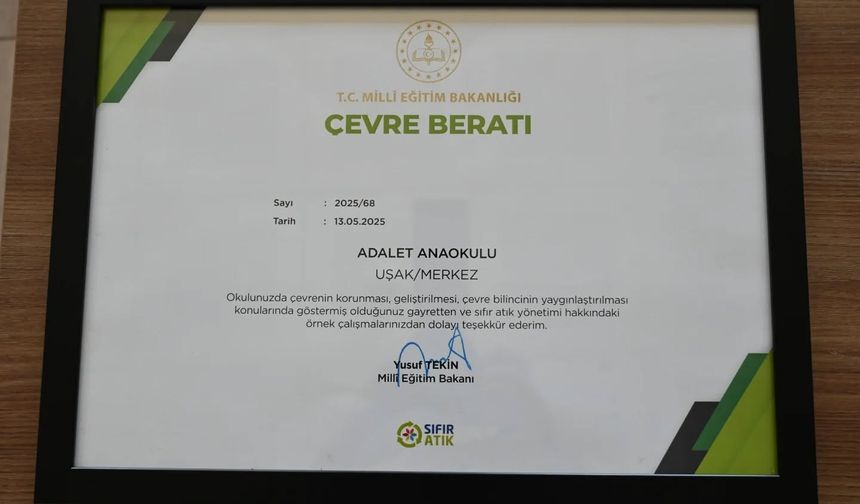 T.C. MİLLÎ EĞİTİM BAKANLIĞI
ÇEVRE BERATI
Sayı : 2025/68
Tarih : 13.05.2025
ADALET ANAOKULU
UŞAK/MERKEZ
Okulunuzda çevrenin korunması, geliştirilmesi, çevre bilincinin yaygınlaştırılması
konularında göstermiş olduğunuz gayretten ve sıfır atık yönetimi hakkındaki
örnek çalışmalarınızdan dolayı teşekkür ederim.
Yusuf TEKİN
Millî Eğitim Bakanı
SIFIR
ATIK